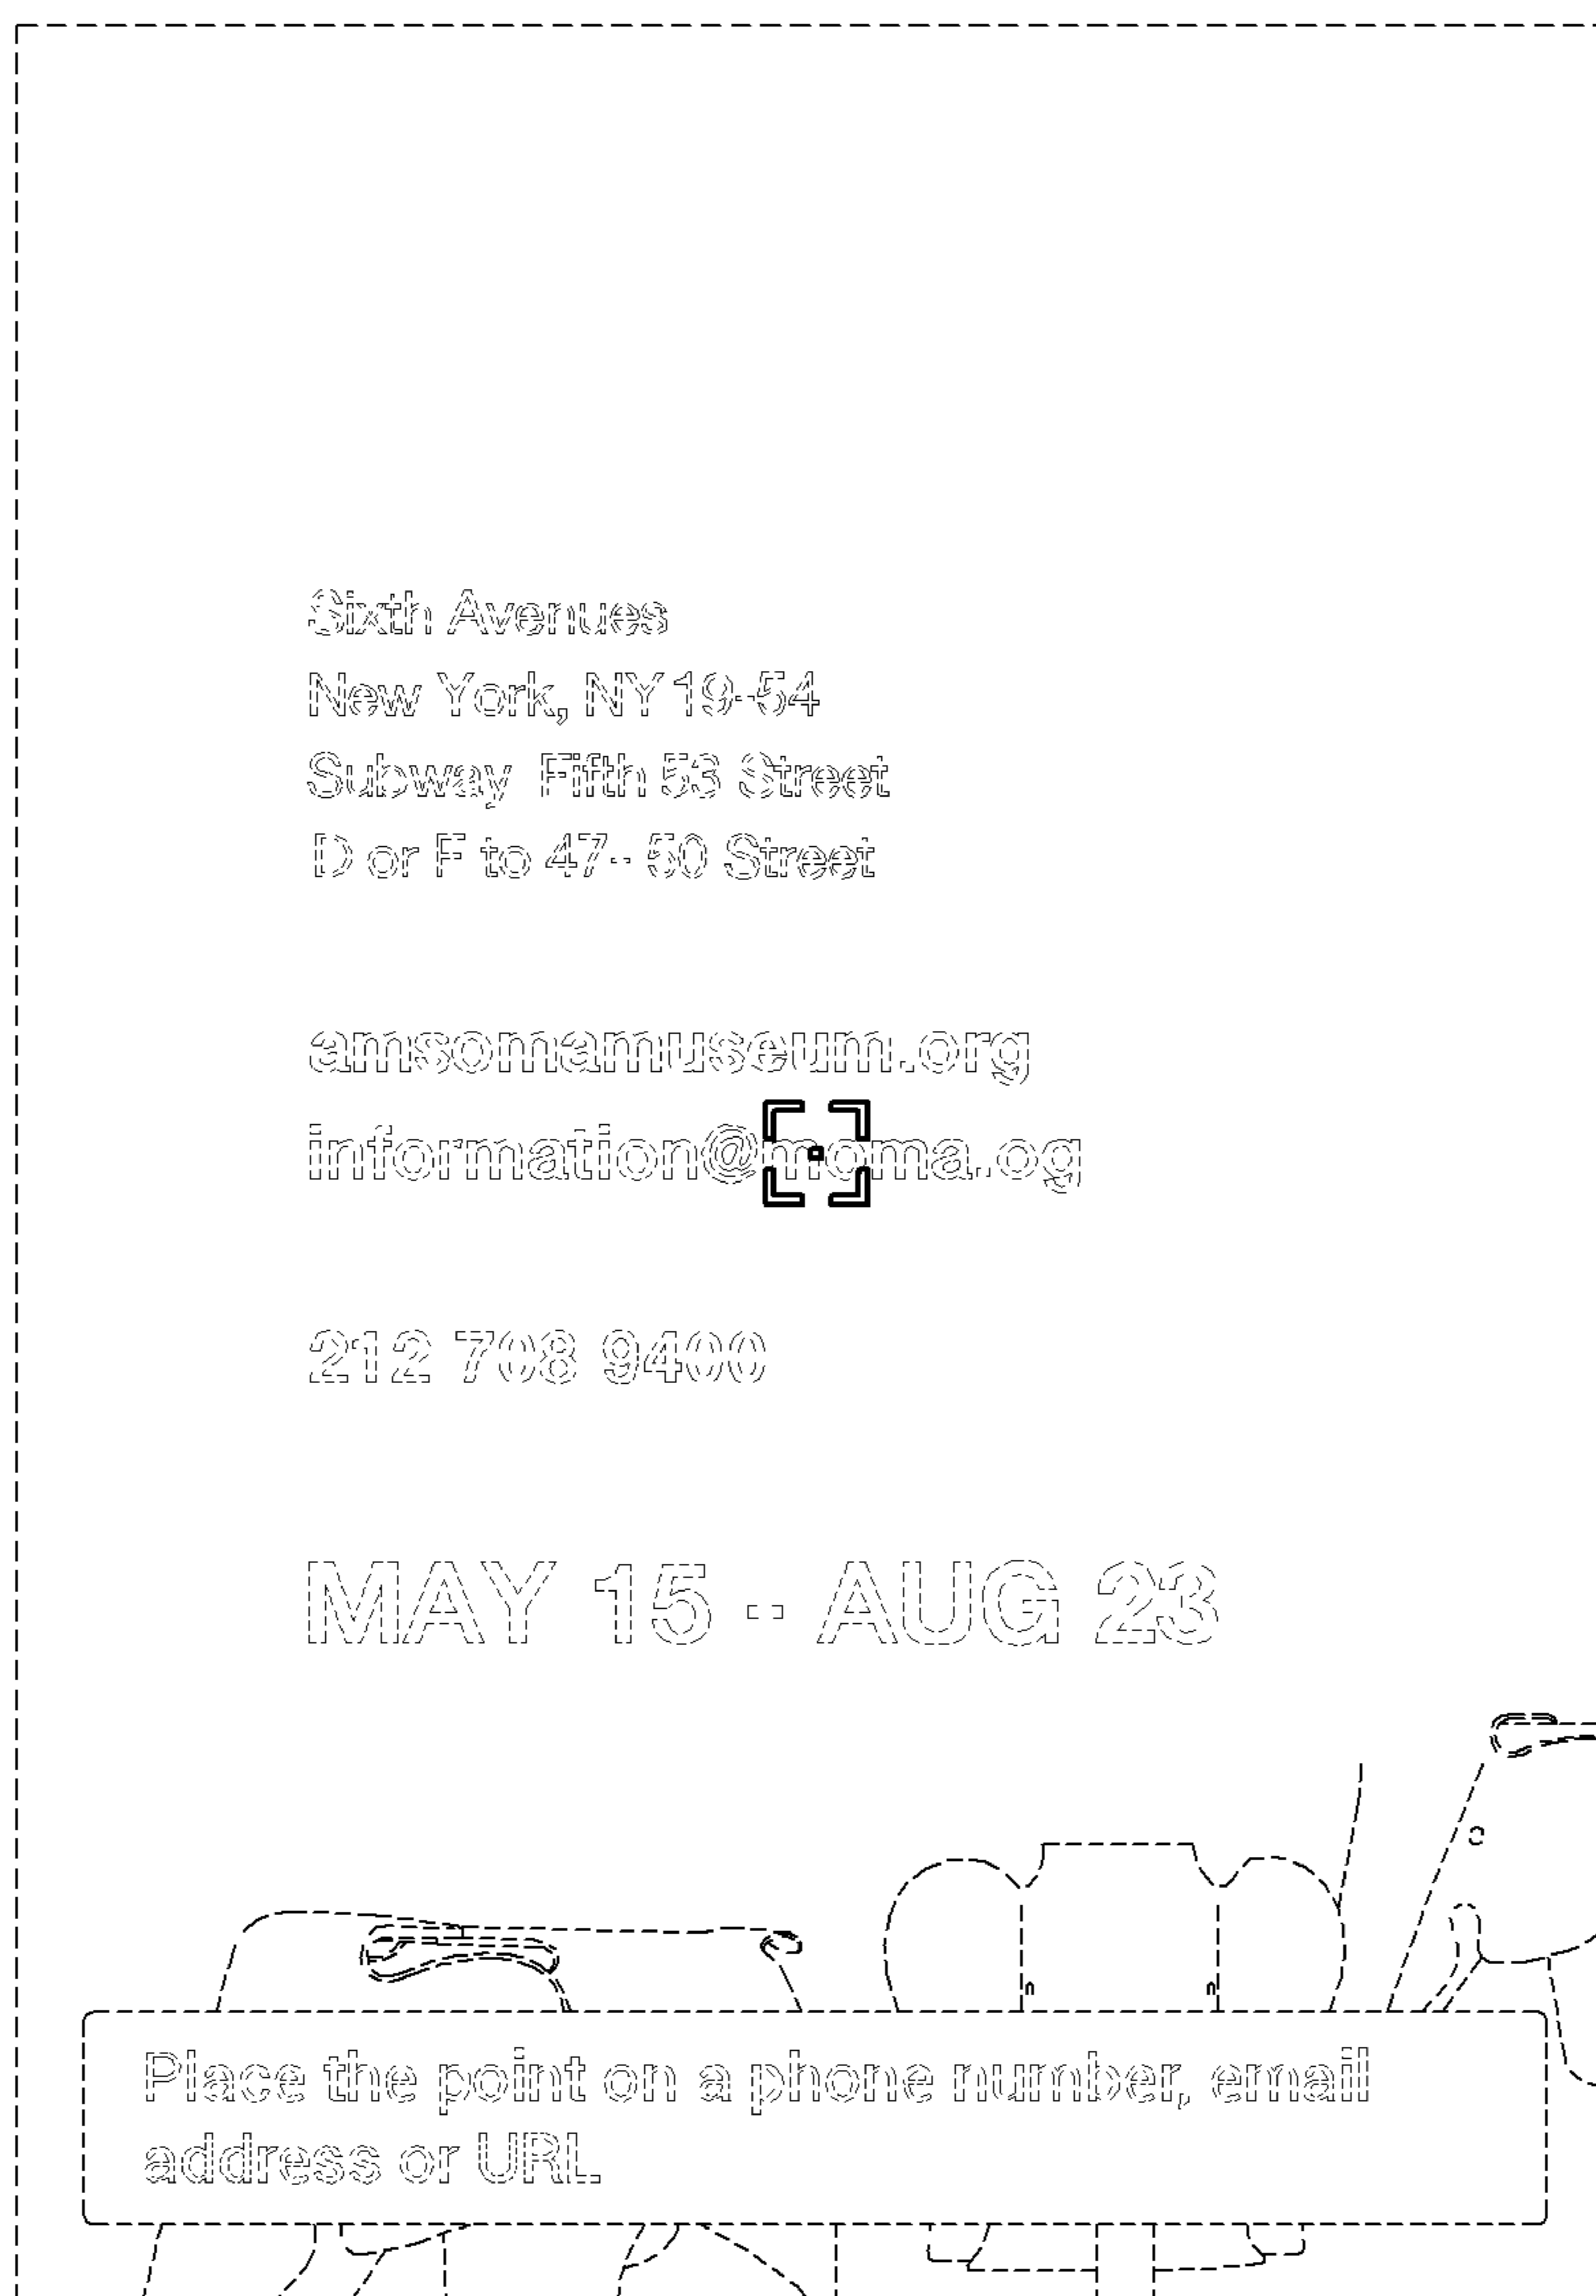 Sixth Avenues
New York, NY 19-54
Subway Fifth 53 Street
D or F to 47-50 Street
amsomamuseum.org
information@moma.og
212 708 9400
MAY 15 - AUG 23
Place the point on a phone number, email
address or URL